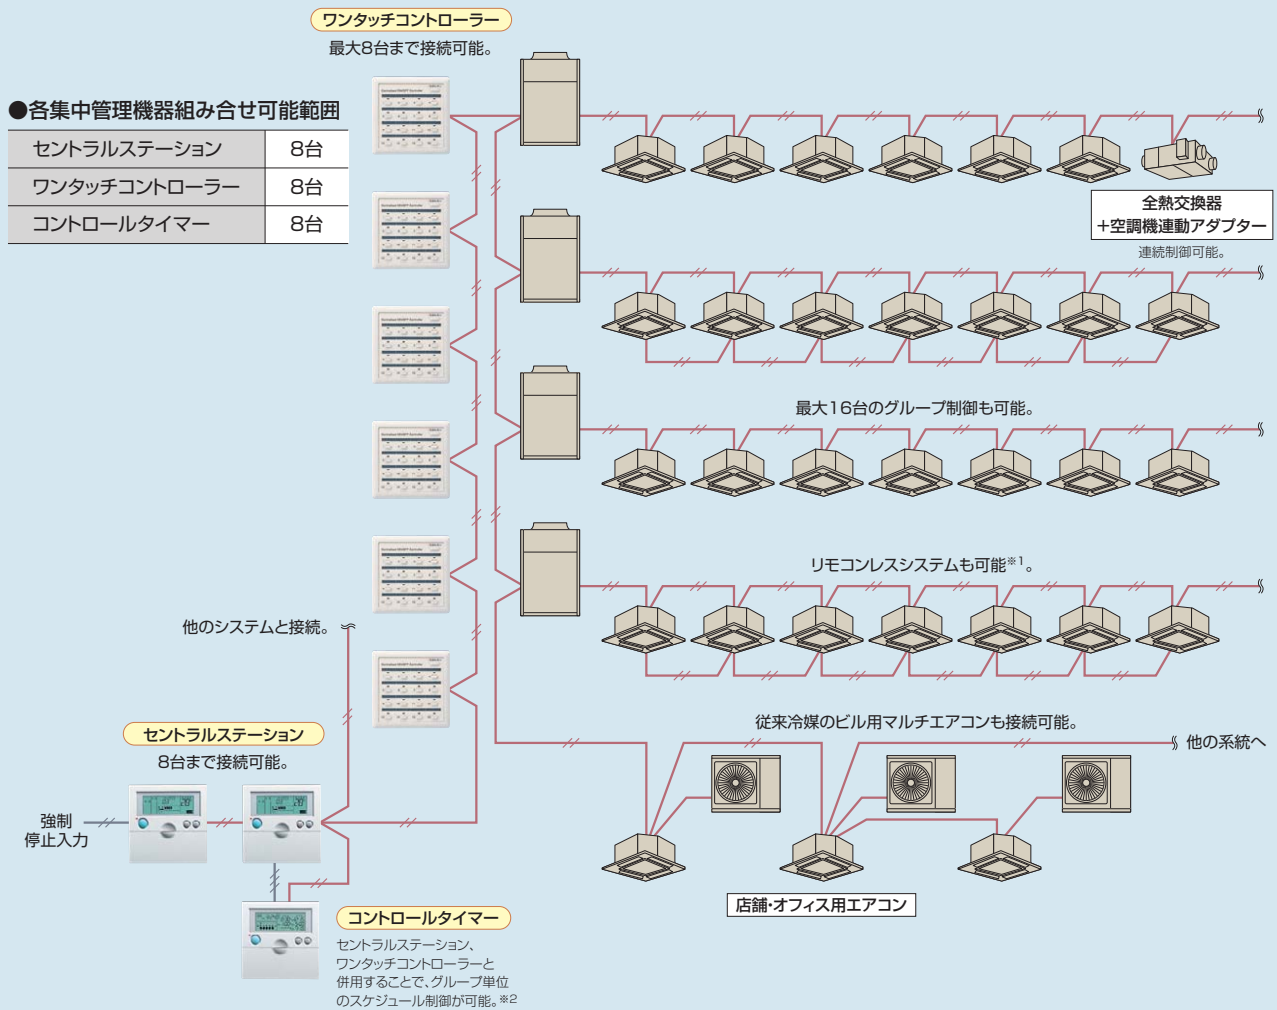 ワンタッチコントローラー
最大8台まで接続可能。
●各集中管理機器組み合せ可能範囲
セントラルステーション 8台
ワンタッチコントローラー 8台
コントロールタイマー 8台
全熱交換器
+空調機連動アダプター
連続制御可能。
最大16台のグループ制御も可能。
リモコンレスシステムも可能※1。
他のシステムと接続。
従来冷媒のビル用マルチエアコンも接続可能。
他の系統へ
セントラルステーション
8台まで接続可能。
強制
停止入力
店舗・オフィス用エアコン
コントロールタイマー
セントラルステーション、
ワンタッチコントローラーと
併用することで、グループ単位
のスケジュール制御が可能。※2